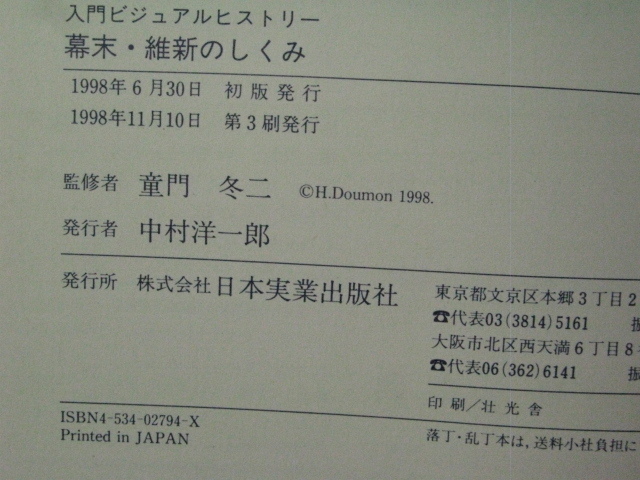 入門ビジュアルヒストリー
幕末・維新のしくみ
1998年6月30日 初版発行
1998年11月10日 第3刷発行
監修者 童門 冬二 ©H.Doumon 1998.
発行者 中村洋一郎
発行所 株式会社日本実業出版社
東京都文京区本郷3丁目2
☎代表03(3814)5161 振
大阪市北区西天満6丁目8
☎代表06(362)6141 振
印刷/壮光舎
落丁・乱丁本は,送料小社負担に
ISBN4-534-02794-X
Printed in JAPAN